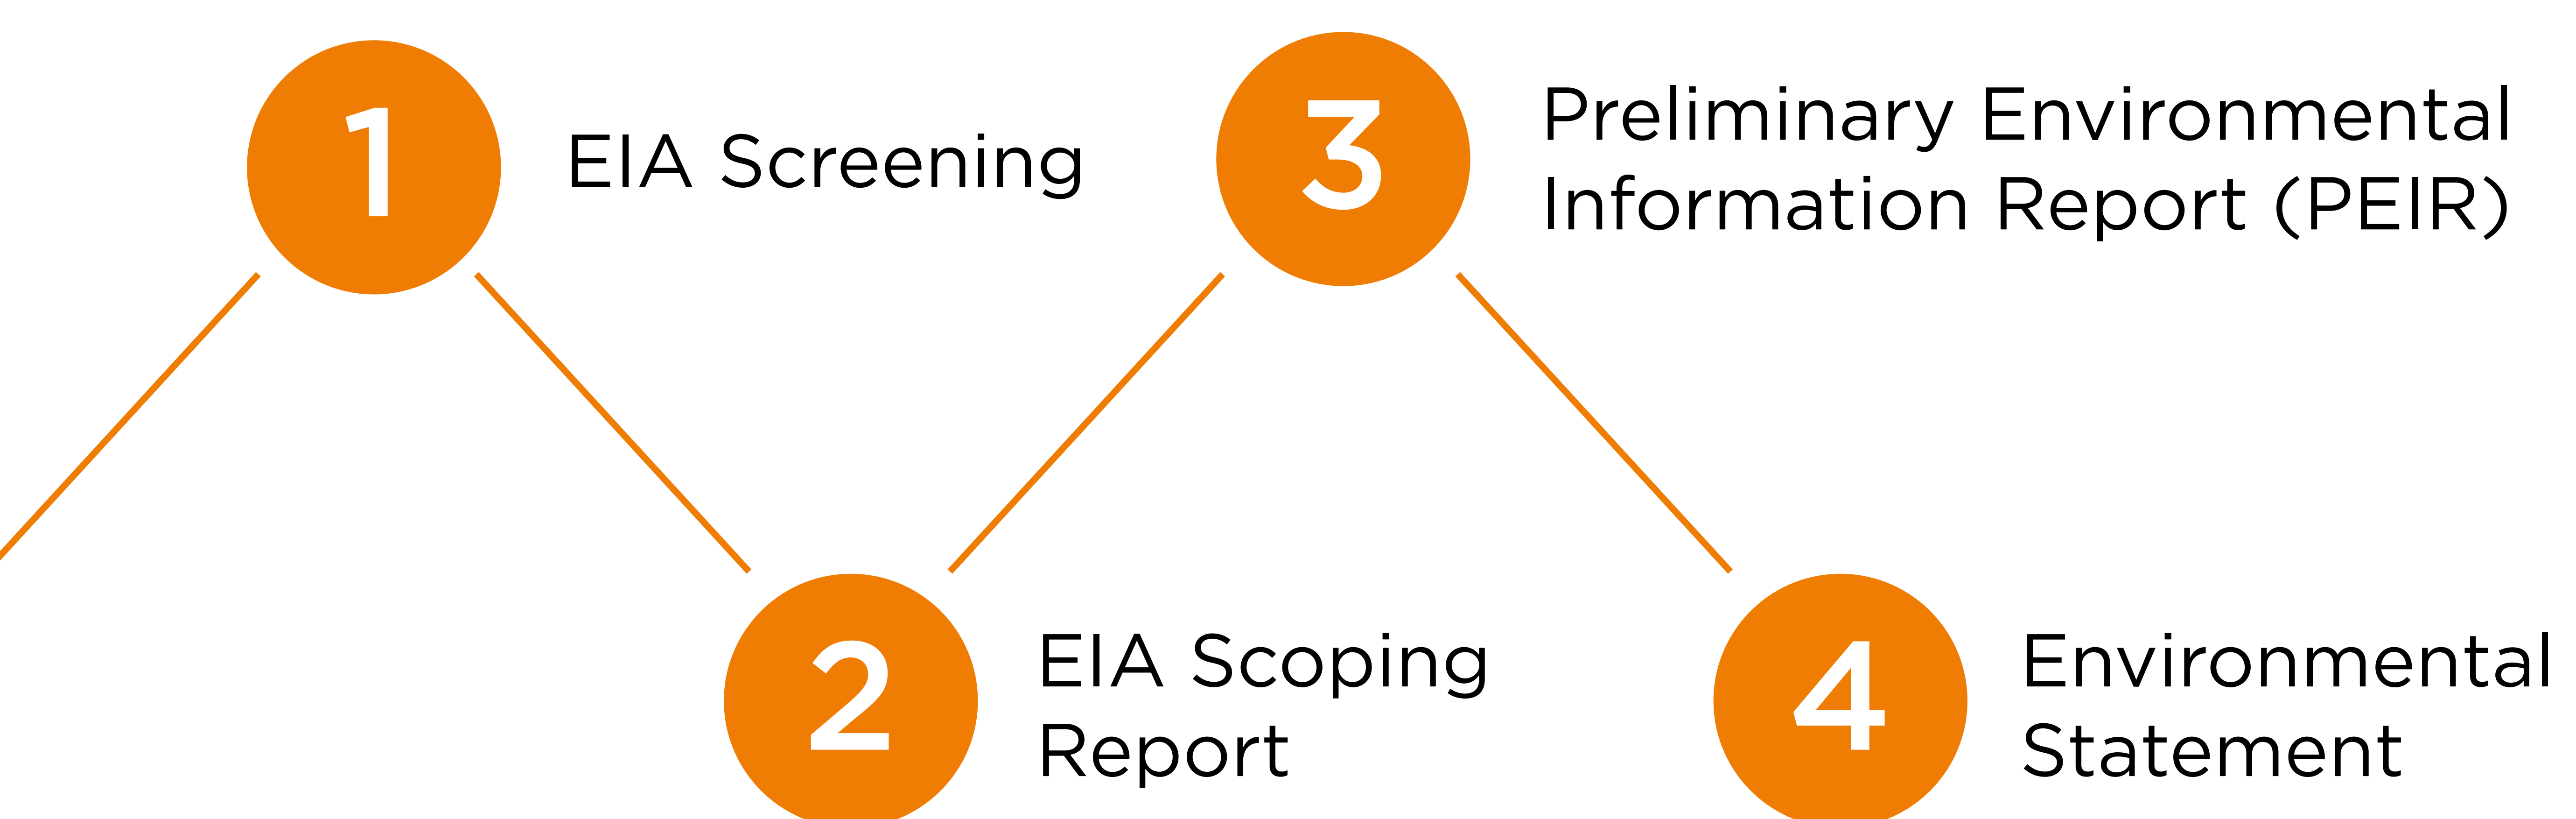 1
EIA Screening
2
EIA Scoping
Report
3
Preliminary Environmental
Information Report (PEIR)
4
Environmental
Statement